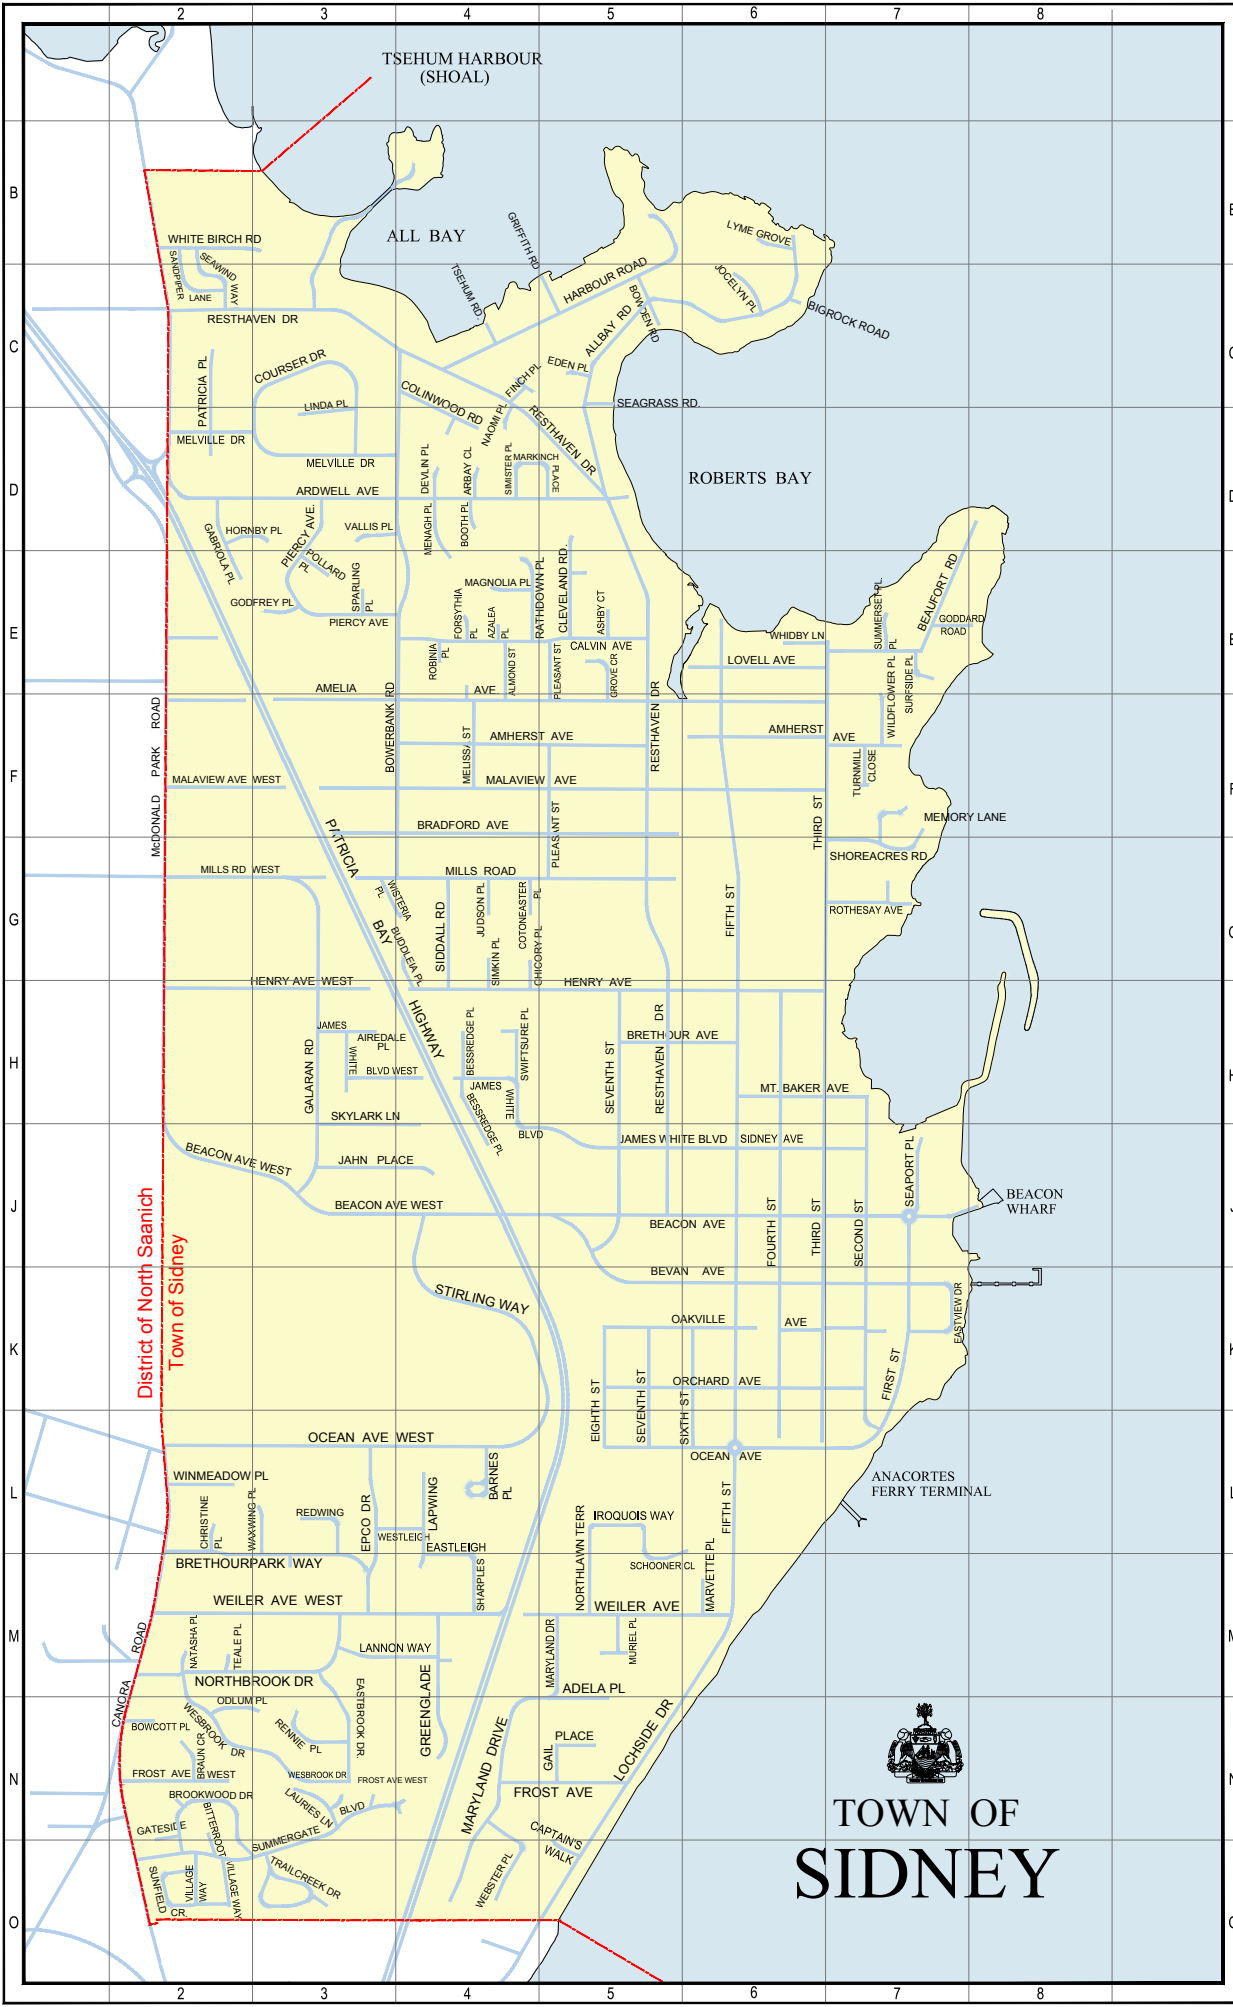 2 3 4 5 6 7 8
TSEHUM HARBOUR
(SHOAL)
B
ALL BAY
GRIFFITH RD
LYME GROVE
WHITE BIRCH RD
SANDPIPER
SEAWIND
WAY
LANE
TSEHUM RD.
HARBOUR ROAD
JOCELYN PL
BOWDEN RD
BIGROCK ROAD
RESTHAVEN DR
C
ALLBAY RD
PATRICIA PL
COURSER DR
EDEN PL
FINCH PL
COLINWOOD RD
LINDA PL
SEAGRASS RD.
NAOMI PL
RESTHAVEN DR
MELVILLE DR
MELVILLE DR
DEVLIN PL
ARBAY CL
SIMISTER PL
MARKINCH
PLACE
ROBERTS BAY
D
ARDWELL AVE
GABRIOLA PL
HORNBY PL
PIERCY AVE.
VALLIS PL
MENAGH PL
BOOTH PL
POLLARD
PL
SPARLING
PL
GODFREY PL
PIERCY AVE
MAGNOLIA PL
RATHDOWN PL
CLEVELAND RD.
FORSYTHIA
PL
AZALEA
PL
ASHBY CT
SUMMERSET PL.
PL
BEAUFORT RD
GODDARD
ROAD
E
WHIDBY LN
CALVIN AVE
ROBINIA
PL
ALMOND ST
PLEASANT ST
GROVE CR
LOVELL AVE
WILDFLOWER PL
SURFSIDE PL
AMELIA
AVE.
BOWERBANK RD
RESTHAVEN DR
McDONALD PARK ROAD
MELISSA ST
AMHERST AVE
AMHERST
AVE
TURNMILL
CLOSE
F
MALAVIEW AVE WEST
MALAVIEW AVE
PATRICIA
BAY
HIGHWAY
BRADFORD AVE
PLEASANT ST
THIRD ST
MEMORY LANE
SHOREACRES RD
MILLS RD WEST
MILLS ROAD
G
WISTERIA
PL
BUDDLEIA PL
SIDDALL RD
JUDSON PL
SIMKIN PL
COTONEASTER
PL
CHICORY PL
FIFTH ST
ROTHESAY AVE
HENRY AVE WEST
HENRY AVE
JAMES
WHITE
AIREDALE
PL
BLVD WEST
GALARAN RD
BESSREDGE PL
SWIFTSURE PL
SEVENTH ST
RESTHAVEN DR
BRETHOUR AVE
H
JAMES
WHITE
BLVD
BESSREDGE PL
MT. BAKER AVE
SKYLARK LN
JAMES WHITE BLVD
SIDNEY AVE
SEAPORT PL
BEACON AVE WEST
JAHN PLACE
J
BEACON AVE WEST
BEACON AVE
FOURTH ST
THIRD ST
SECOND ST
BEACON
WHARF
District of North Saanich
Town of Sidney
BEVAN AVE
STIRLING WAY
EASTVIEW DR
OAKVILLE
AVE
K
FIRST ST
EIGHTH ST
SEVENTH ST
SIXTH ST
ORCHARD AVE
OCEAN AVE WEST
OCEAN AVE
WINMEADOW PL
BARNES
PL
ANACORTES
FERRY TERMINAL
L
CHRISTINE
PL
WAXWING PL
REDWING
EPCO DR
LAPWING
WESTLEIGH
EASTLEIGH
NORTHLAWN TERR
IROQUOIS WAY
FIFTH ST
SCHOONER CL
MARVETTE PL
BRETHOURPARK WAY
SHARPLES
WEILER AVE WEST
WEILER AVE
M
CANORA ROAD
NATASHA PL
TEALE PL
LANNON WAY
MARYLAND DR
MURIEL PL
NORTHBROOK DR
ADELA PL
GREENGLADE
EASTBROOK DR.
ODLUM PL
BOWCOTT PL
WESBROOK DR
RENNIE PL
MARYLAND DRIVE
PLACE
GAIL
LOCHSIDE DR
N
FROST AVE WEST
BRAUN CR
WESBROOK DR
FROST AVE WEST
FROST AVE
BROOKWOOD DR
BITTERROOT
LAURIES LN
BLVD
SUMMERGATE
GATESIDE
CAPTAIN'S
WALK
TOWN OF
SIDNEY
SUNFIELD
CR.
VILLAGE
WAY
VILLAGE WAY
TRAILCREEK DR
WEBSTER PL
O
2 3 4 5 6 7 8